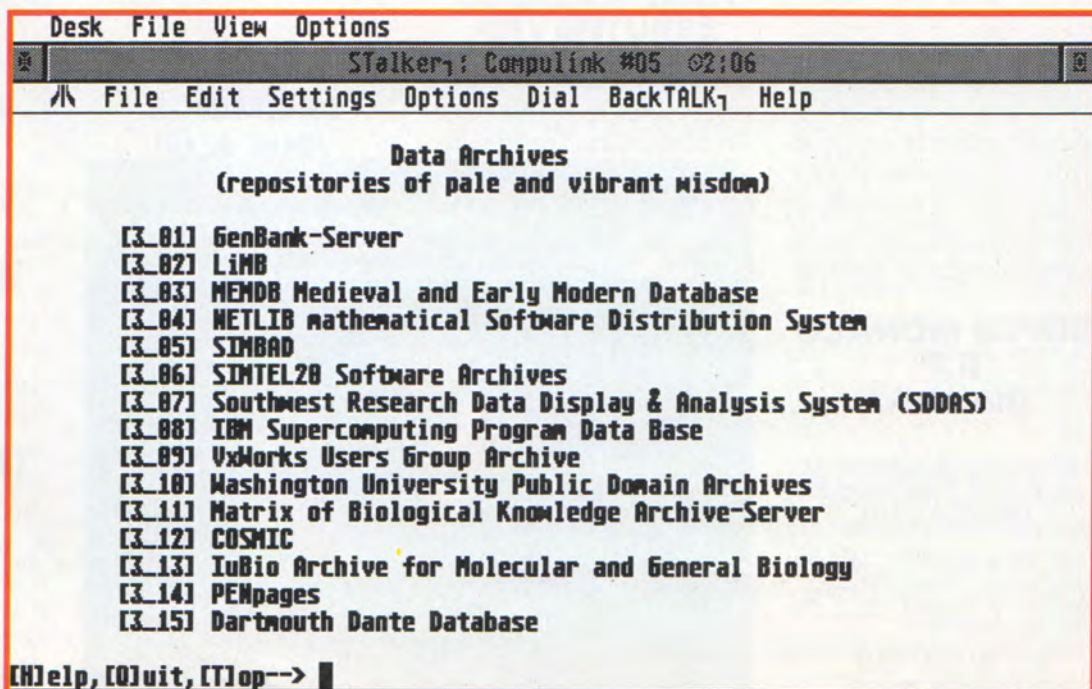 Desk File View Options
STalker┐: Compulink #05 ⊙2:06
File Edit Settings Options Dial BackTALK┐ Help
Data Archives
(repositories of pale and vibrant wisdom)
[3_01] GenBank-Server
[3_02] LiMB
[3_03] MEMDB Medieval and Early Modern Database
[3_04] NETLIB mathematical Software Distribution System
[3_05] SIMBAD
[3_06] SIMTEL20 Software Archives
[3_07] Southwest Research Data Display & Analysis System (SDDAS)
[3_08] IBM Supercomputing Program Data Base
[3_09] VxWorks Users Group Archive
[3_10] Washington University Public Domain Archives
[3_11] Matrix of Biological Knowledge Archive-Server
[3_12] COSMIC
[3_13] IuBio Archive for Molecular and General Biology
[3_14] PENpages
[3_15] Dartmouth Dante Database
[H]elp,[Q]uit,[T]op-->